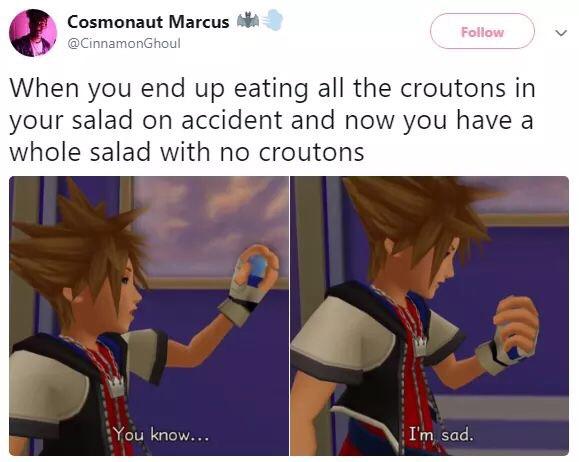 Cosmonaut Marcus 🦇💨
@CinnamonGhoul
Follow
When you end up eating all the croutons in
your salad on accident and now you have a
whole salad with no croutons
You know...
I'm sad.